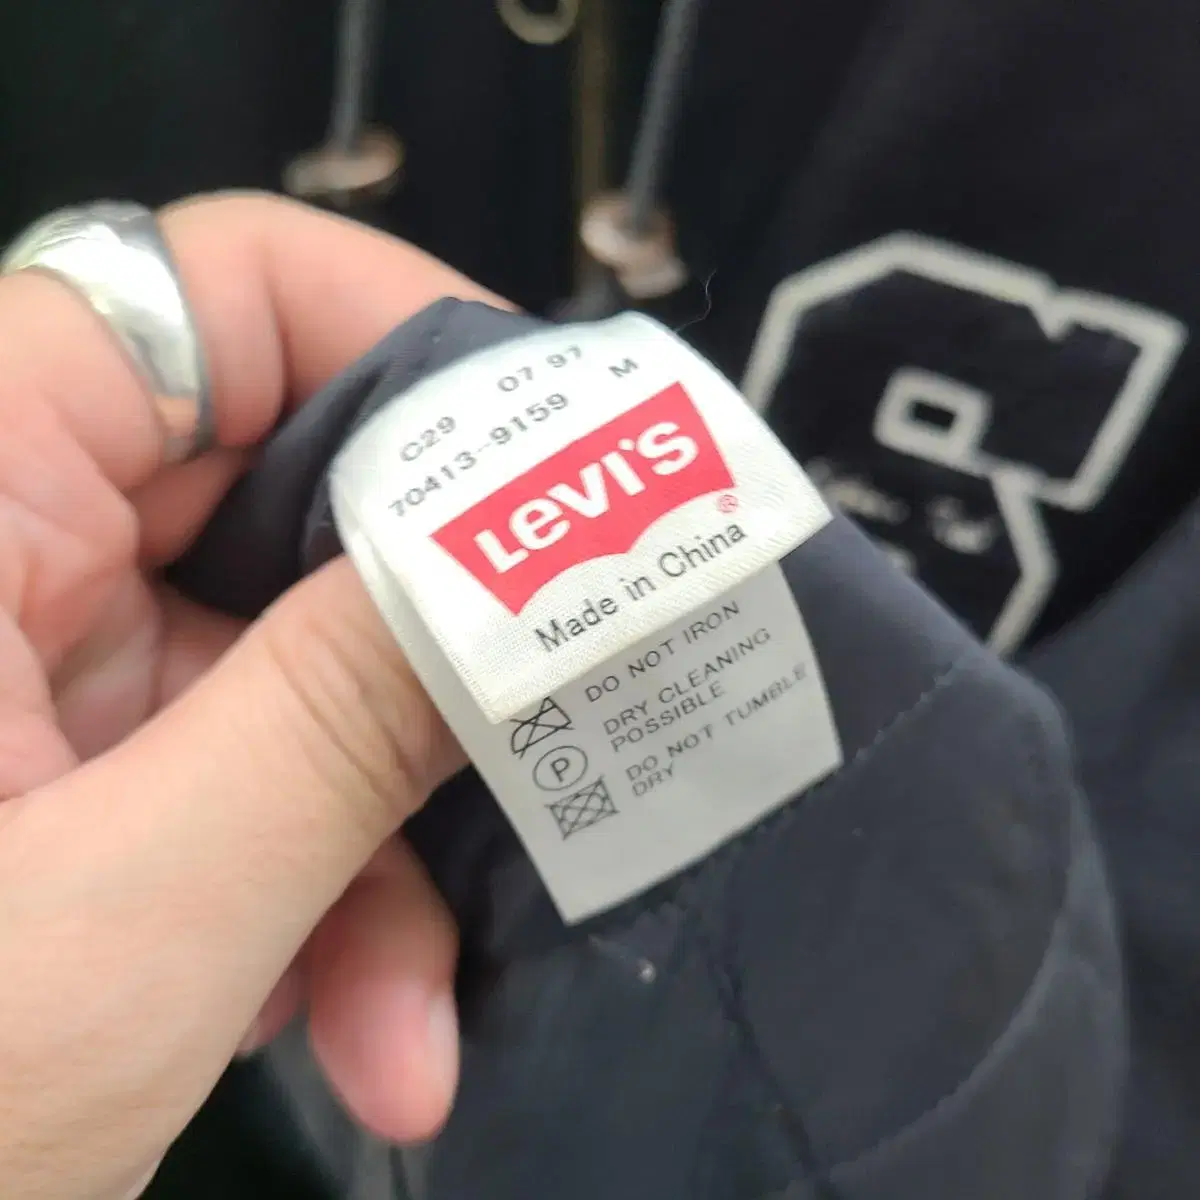 C29 07 97
70413--9159 M
Levi's
®
Made in China
DO NOT IRON
DRY CLEANING
POSSIBLE
P
DO NOT TUMBLE
DRY